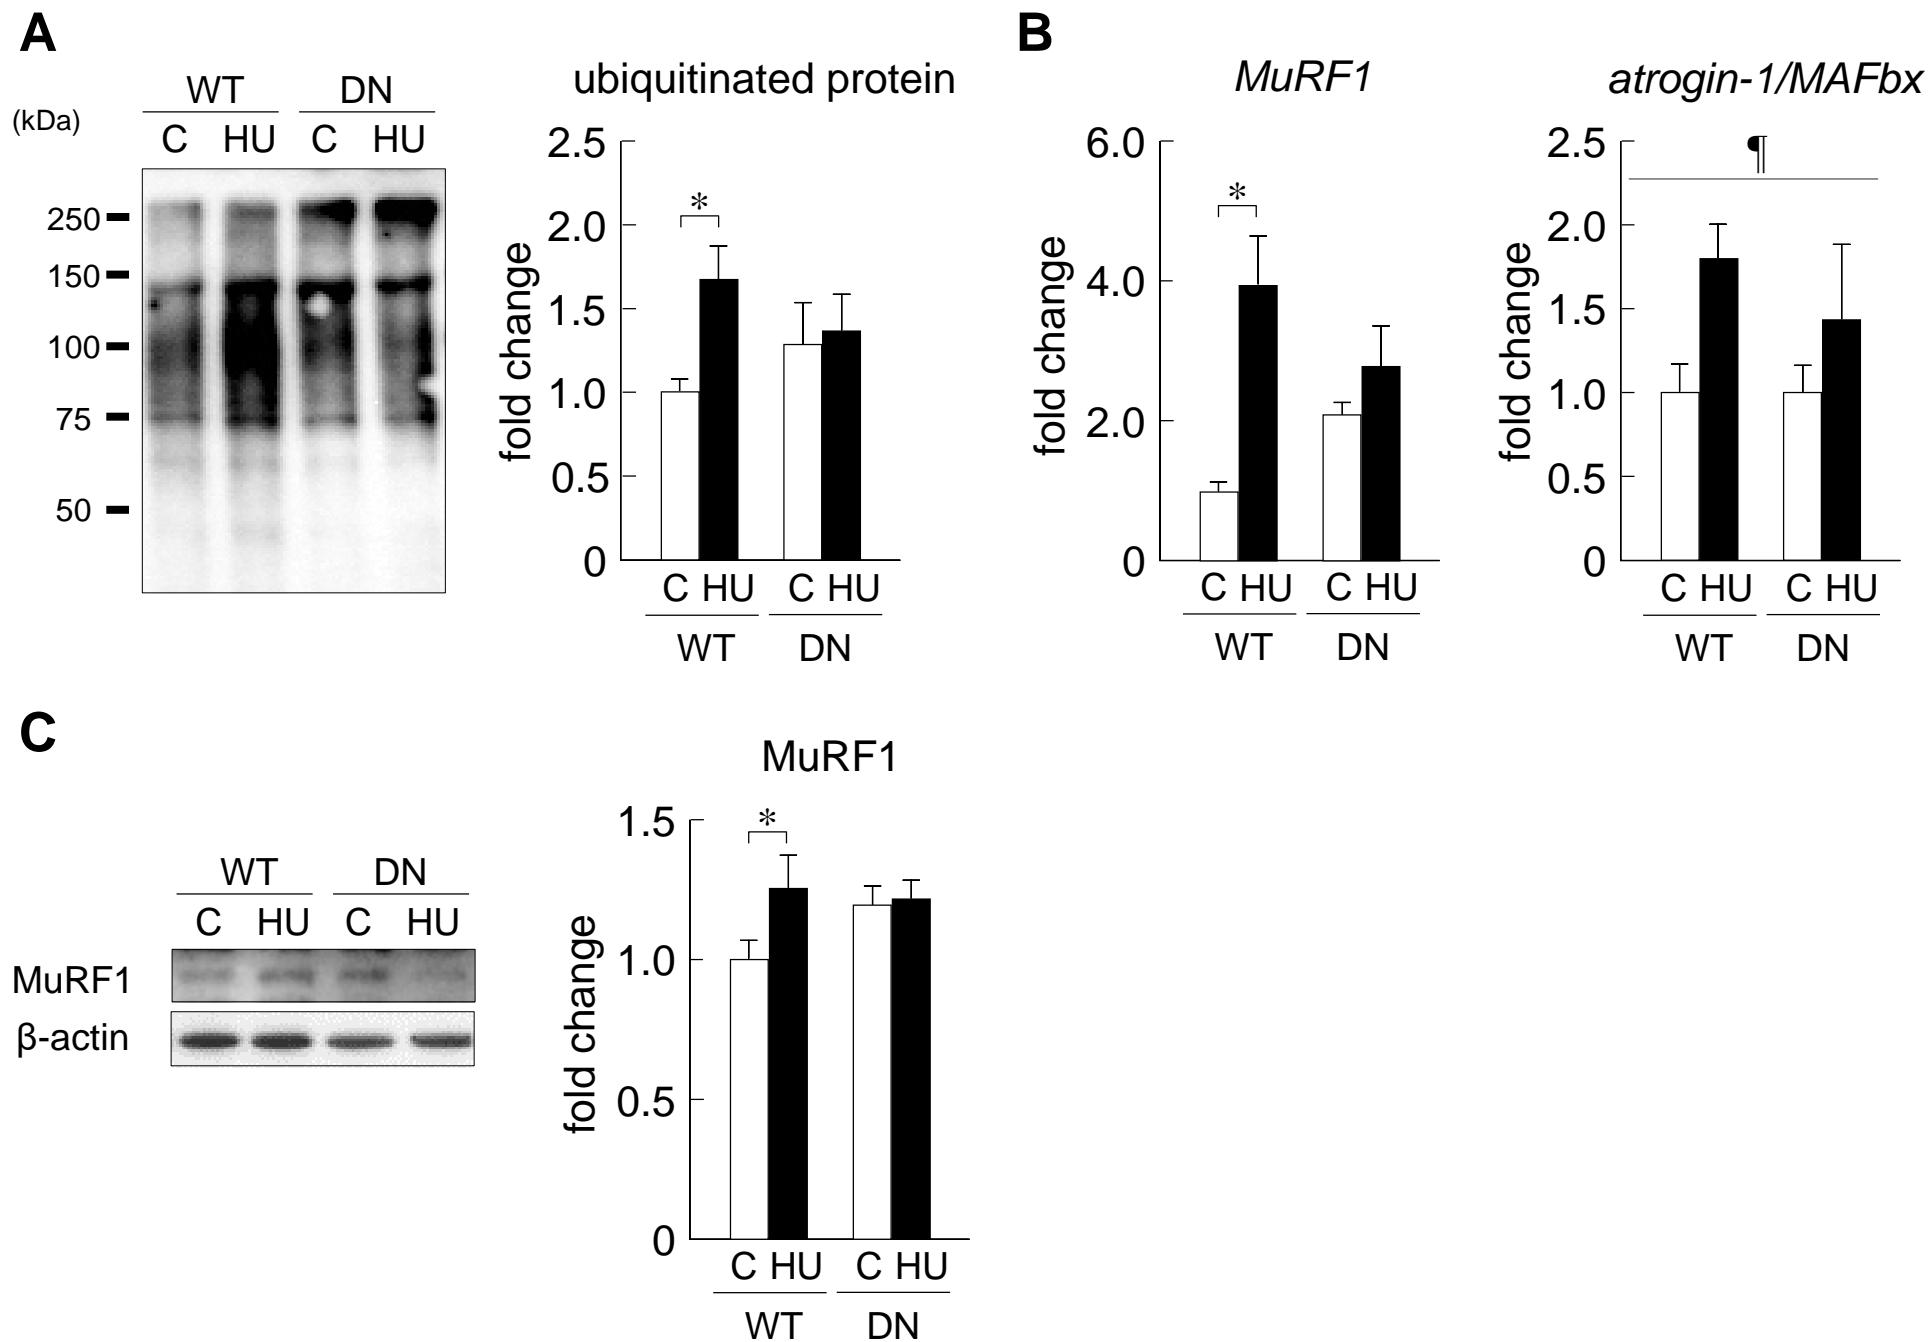 A
WT DN
(kDa)
C HU C HU
250
150
100
75
50
ubiquitinated protein
fold change
2.5
2.0
1.5
1.0
0.5
0
*
C HU C HU
WT DN
B
MuRF1
fold change
6.0
4.0
2.0
0
*
C HU C HU
WT DN
atrogin-1/MAFbx
fold change
2.5
2.0
1.5
1.0
0.5
0
¶
C HU C HU
WT DN
C
WT DN
C HU C HU
MuRF1
β-actin
MuRF1
fold change
1.5
1.0
0.5
0
*
C HU C HU
WT DN